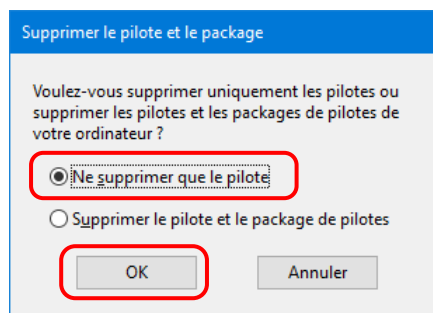 Supprimer le pilote et le package
Voulez-vous supprimer uniquement les pilotes ou
supprimer les pilotes et les packages de pilotes de
votre ordinateur ?
Ne supprimer que le pilote
Supprimer le pilote et le package de pilotes
OK
Annuler